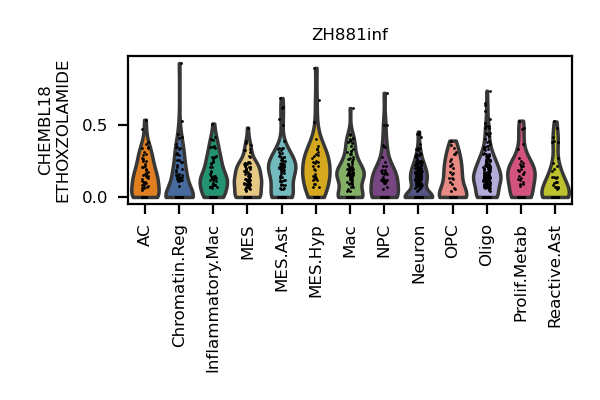 ZH881inf
CHEMBL18
ETHOXZOLAMIDE
0.5
0.0
AC
Chromatin.Reg
Inflammatory.Mac
MES
MES.Ast
MES.Hyp
Mac
NPC
Neuron
OPC
Oligo
Prolif.Metab
Reactive.Ast